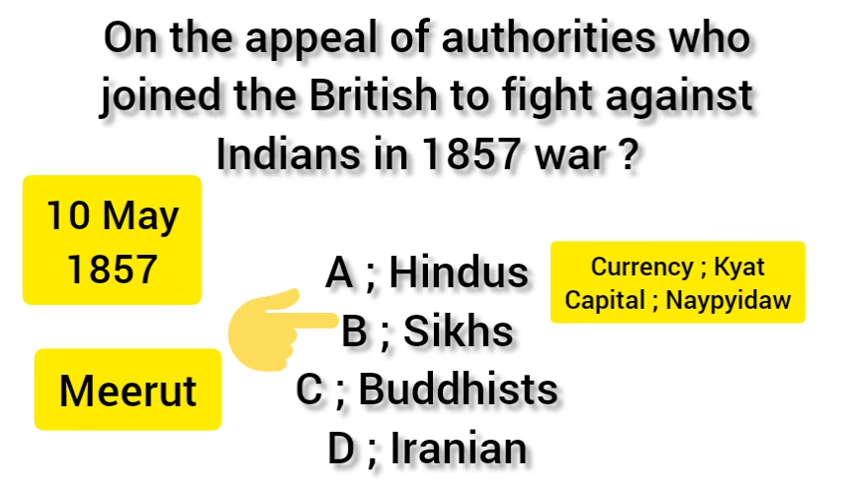 On the appeal of authorities who
joined the British to fight against
Indians in 1857 war ?
10 May
1857
Meerut
A ; Hindus
B ; Sikhs
C ; Buddhists
D ; Iranian
Currency ; Kyat
Capital ; Naypyidaw